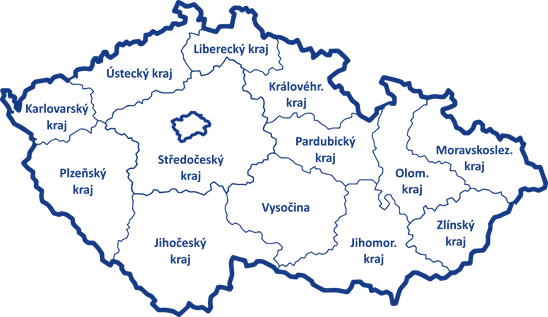 Liberecký kraj
Ústecký kraj
Královéhr.
kraj
Karlovarský
kraj
Pardubický
kraj
Středočeský
kraj
Moravskoslez.
kraj
Plzeňský
kraj
Olom.
kraj
Vysočina
Zlínský
kraj
Jihočeský
kraj
Jihomor.
kraj